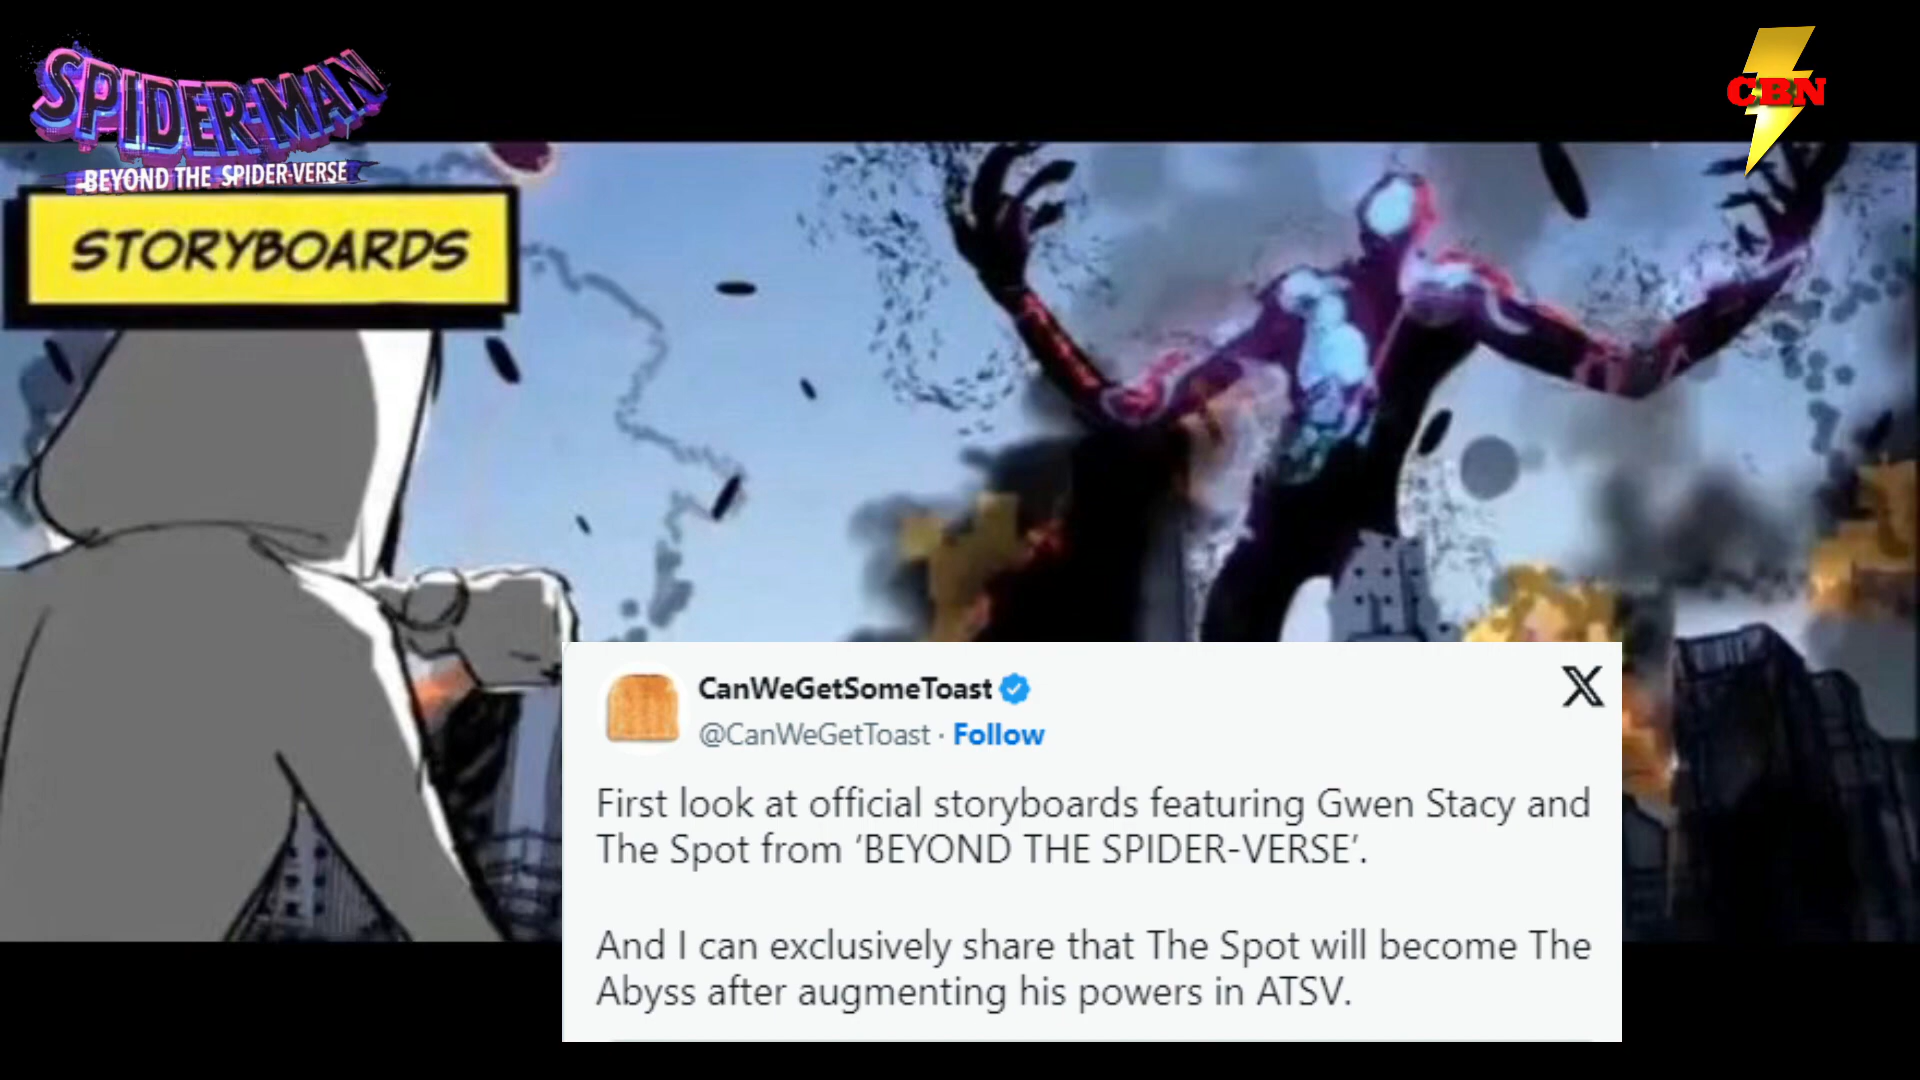 SPIDER-MAN
BEYOND THE SPIDER-VERSE
CBN
STORYBOARDS
CanWeGetSomeToast
@CanWeGetToast · Follow
First look at official storyboards featuring Gwen Stacy and
The Spot from ‘BEYOND THE SPIDER-VERSE’.
And I can exclusively share that The Spot will become The
Abyss after augmenting his powers in ATSV.